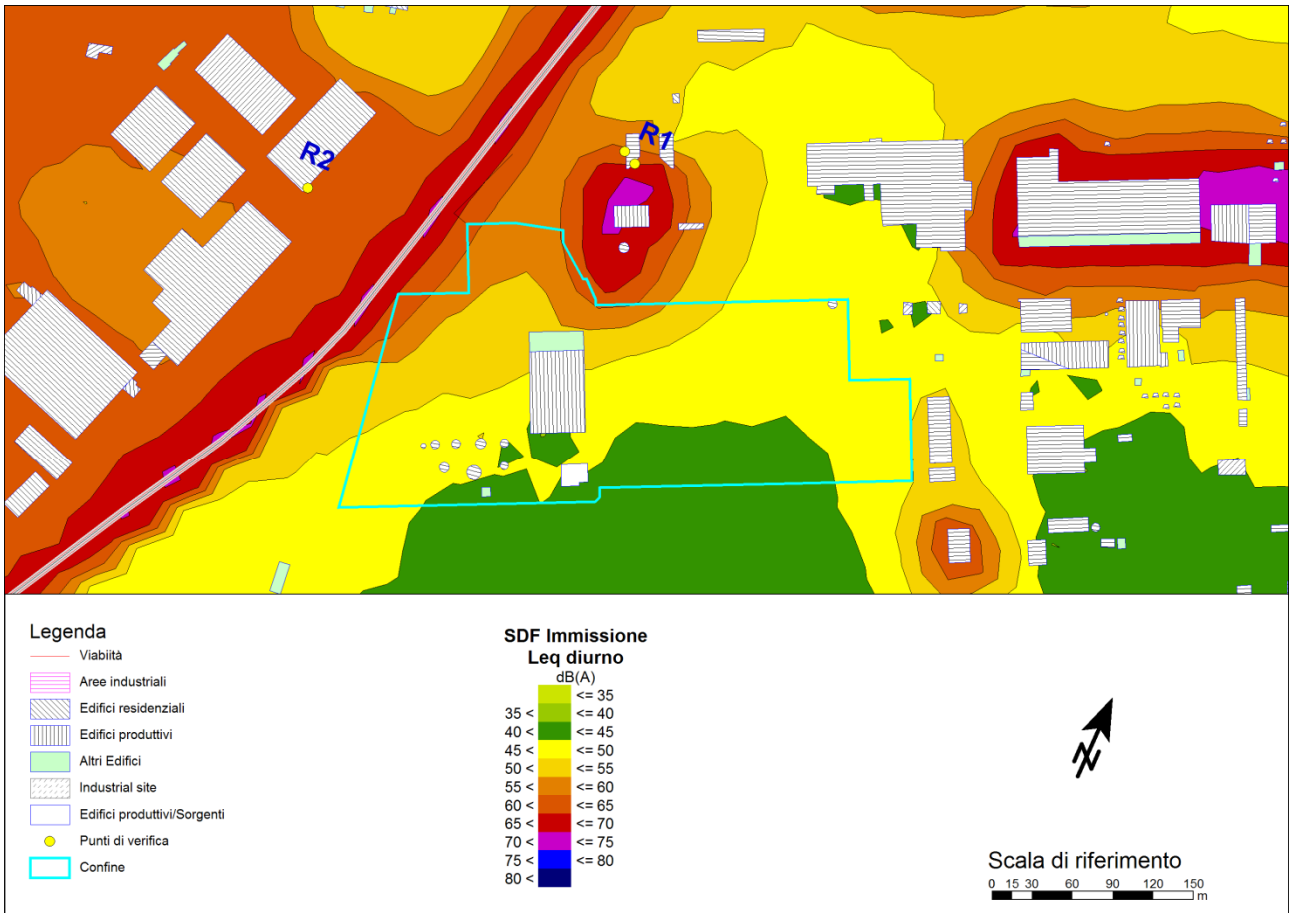 R1
R2
Legenda
Viabiità
Aree industriali
Edifici residenziali
Edifici produttivi
Altri Edifici
Industrial site
Edifici produttivi/Sorgenti
Punti di verifica
Confine
SDF Immissione
Leq diurno
dB(A)
<= 35
35 < <= 40
40 < <= 45
45 < <= 50
50 < <= 55
55 < <= 60
60 < <= 65
65 < <= 70
70 < <= 75
75 < <= 80
80 <
N
Scala di riferimento
0 15 30 60 90 120 150
m